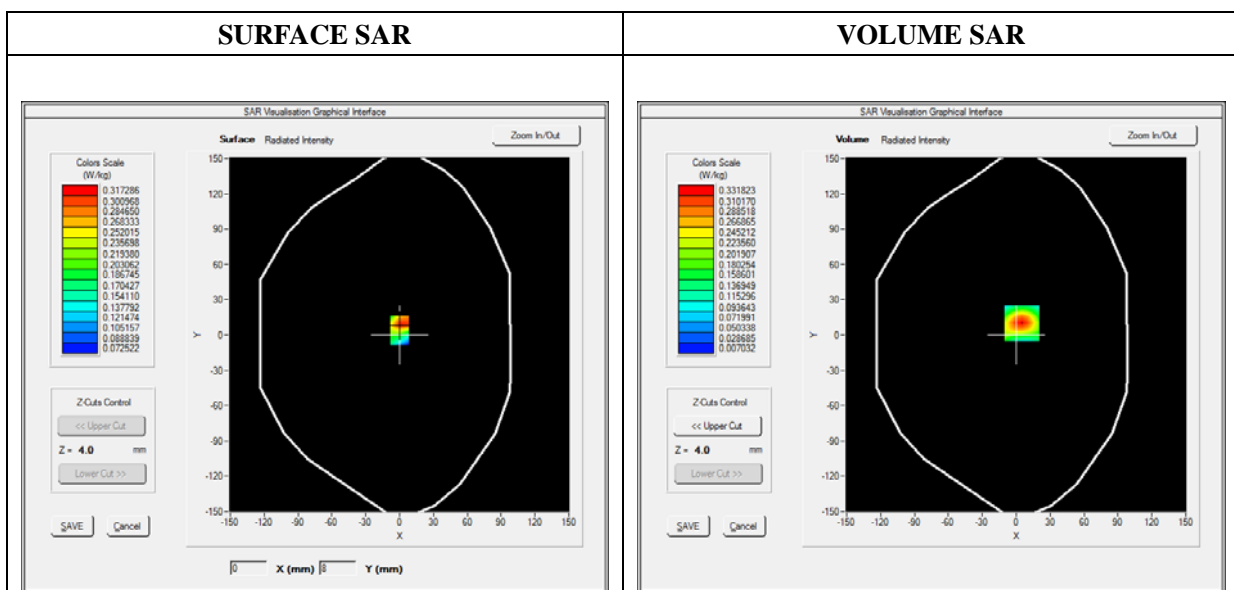 SURFACE SAR
VOLUME SAR
SAR Visualisation Graphical Interface
Surface Radiated Intensity
Zoom In/Out
Colors Scale
(W/kg)
0.317286
0.300968
0.284650
0.268333
0.252015
0.235698
0.219380
0.203062
0.186745
0.170427
0.154110
0.137792
0.121474
0.105157
0.088839
0.072522
Z-Cuts Control
<< Upper Cut
Z = 4.0 mm
Lower Cut >>
SAVE Cancel
150
120
90
60
30
0
-30
-60
-90
-120
-150
Y
-150 -120 -90 -60 -30 0 30 60 90 120 150
X
0 X (mm) 8 Y (mm)
SAR Visualisation Graphical Interface
Volume Radiated Intensity
Zoom In/Out
Colors Scale
(W/kg)
0.331823
0.310170
0.288518
0.266865
0.245212
0.223560
0.201907
0.180254
0.158601
0.136949
0.115296
0.093643
0.071991
0.050338
0.028685
0.007032
Z-Cuts Control
<< Upper Cut
Z = 4.0 mm
Lower Cut >>
SAVE Cancel
150
120
90
60
30
0
-30
-60
-90
-120
-150
Y
-150 -120 -90 -60 -30 0 30 60 90 120 150
X